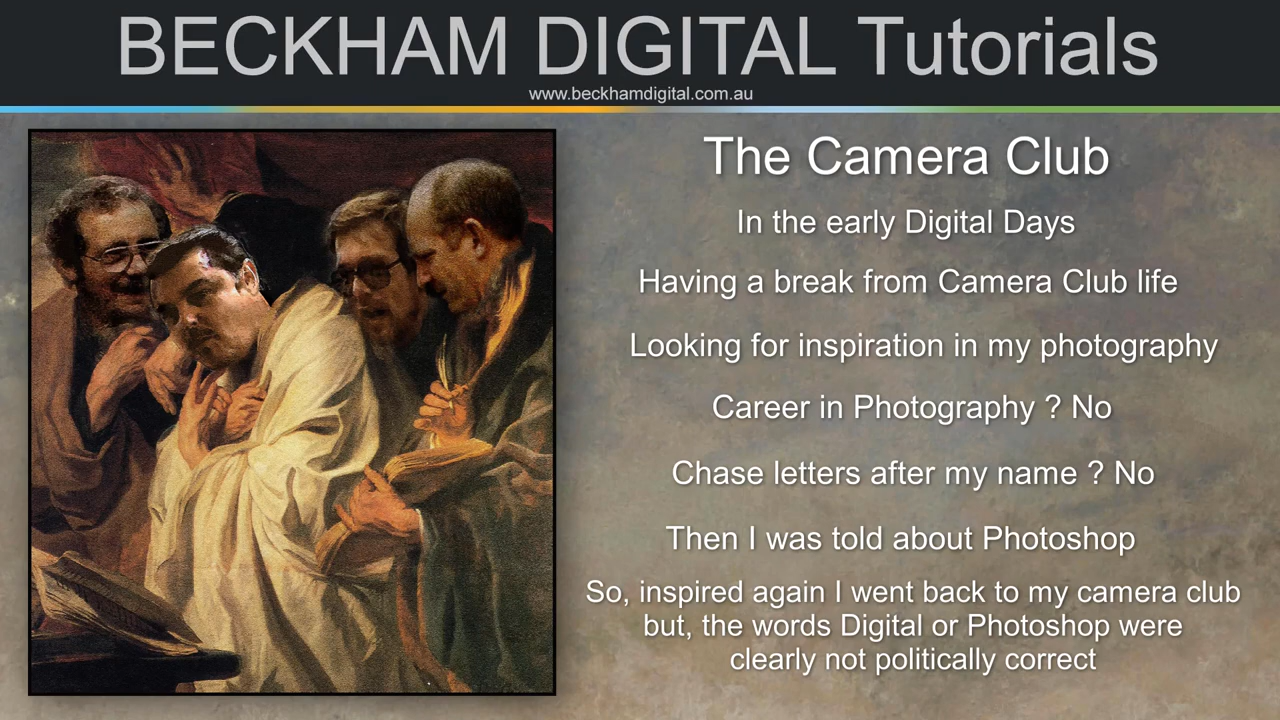 BECKHAM DIGITAL Tutorials
www.beckhamdigital.com.au
The Camera Club
In the early Digital Days
Having a break from Camera Club life
Looking for inspiration in my photography
Career in Photography ? No
Chase letters after my name ? No
Then I was told about Photoshop
So, inspired again I went back to my camera club
but, the words Digital or Photoshop were
clearly not politically correct